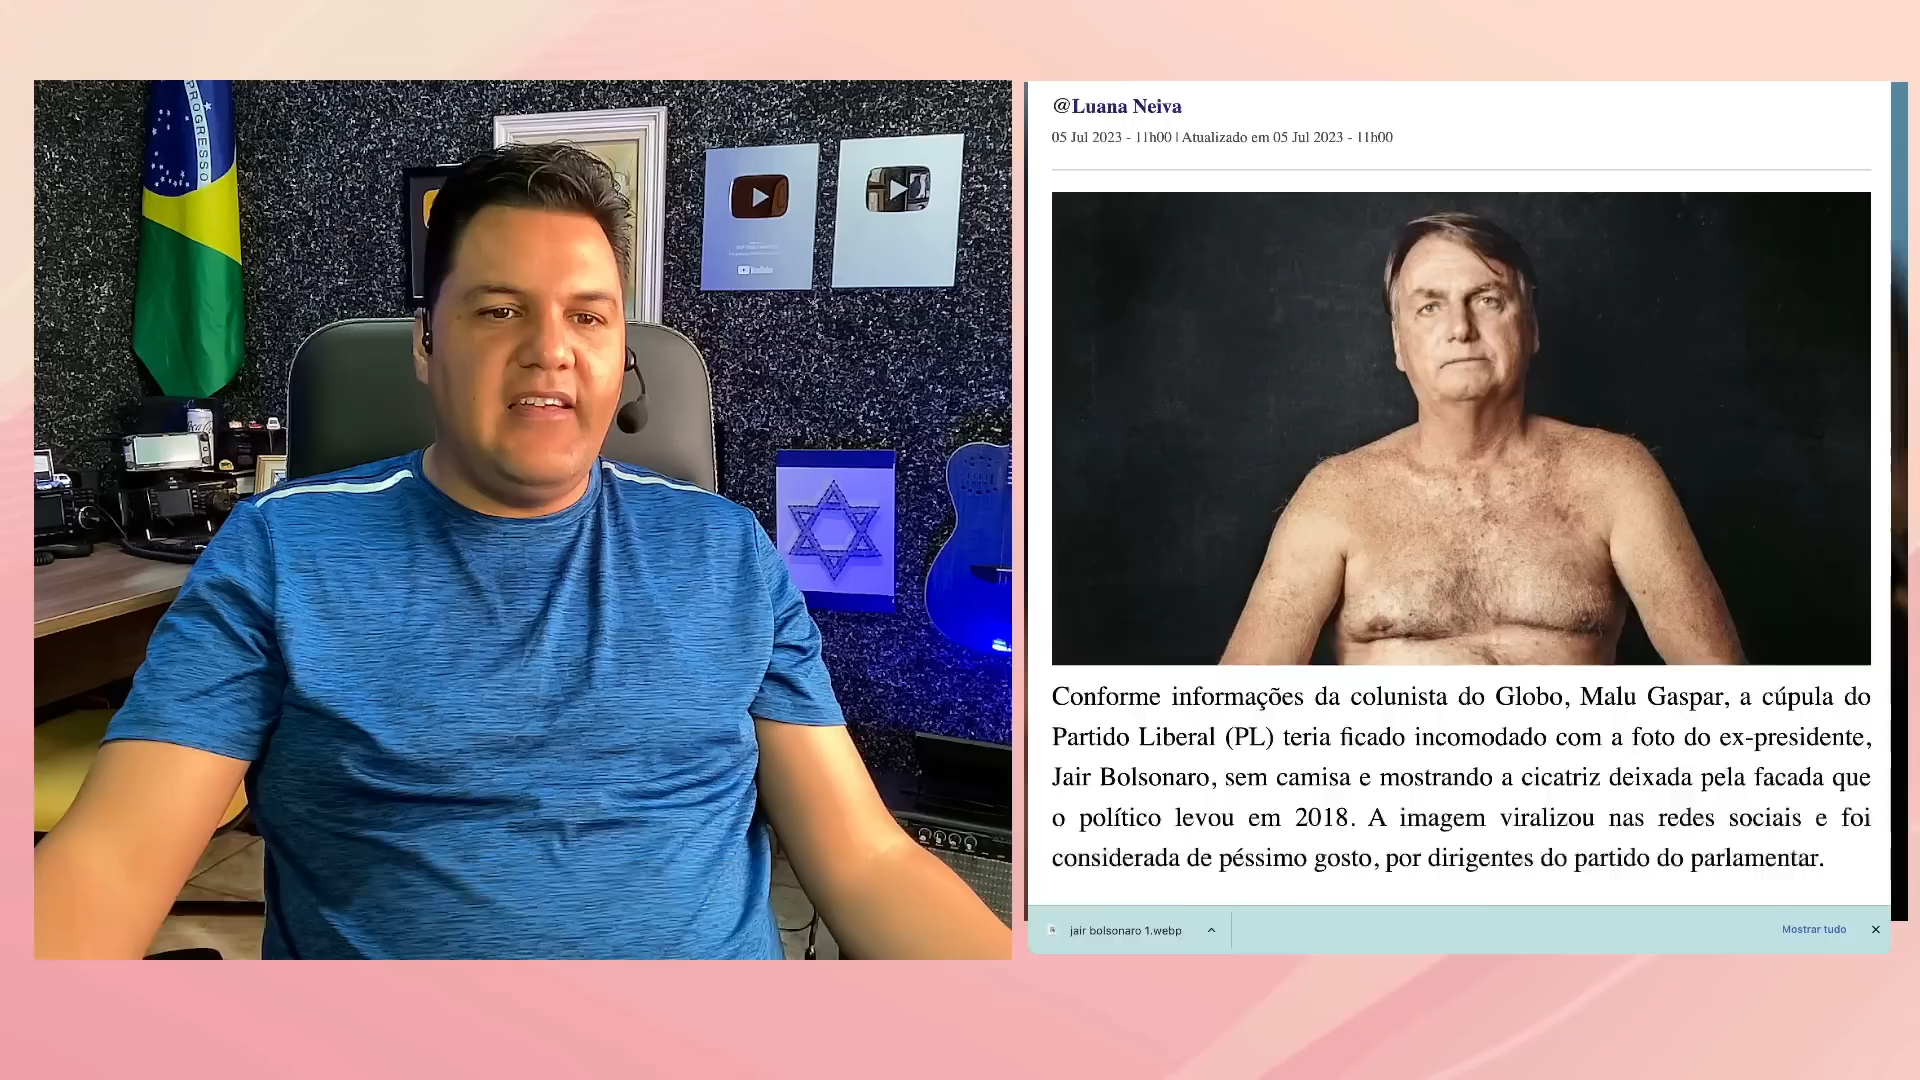 PROGRESSO
YouTube
@Luana Neiva
05 Jul 2023 - 11h00 | Atualizado em 05 Jul 2023 - 11h00
Conforme informações da colunista do Globo, Malu Gaspar, a cúpula do
Partido Liberal (PL) teria ficado incomodado com a foto do ex-presidente,
Jair Bolsonaro, sem camisa e mostrando a cicatriz deixada pela facada que
o político levou em 2018. A imagem viralizou nas redes sociais e foi
considerada de péssimo gosto, por dirigentes do partido do parlamentar.
jair bolsonaro 1.webp
Mostrar tudo